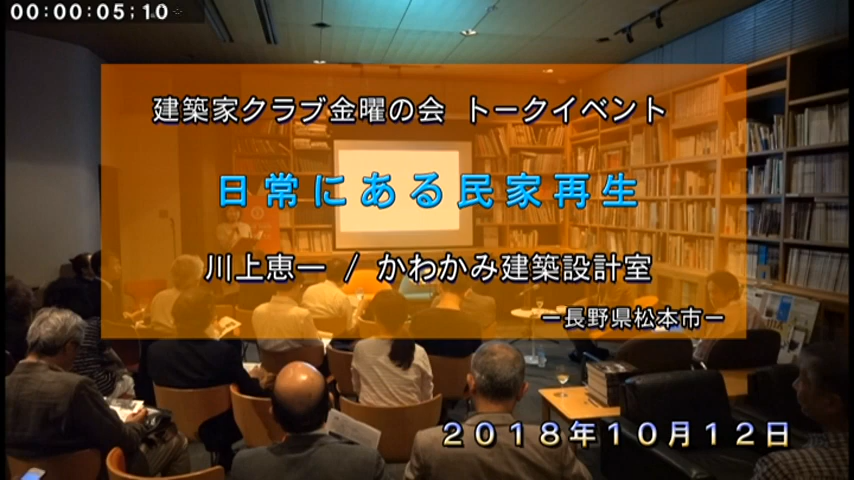 00:00:05;10
建築家クラブ金曜の会 トークイベント
日常にある民家再生
川上恵一 / かわかみ建築設計室
－長野県松本市－
２０１８年１０月１２日